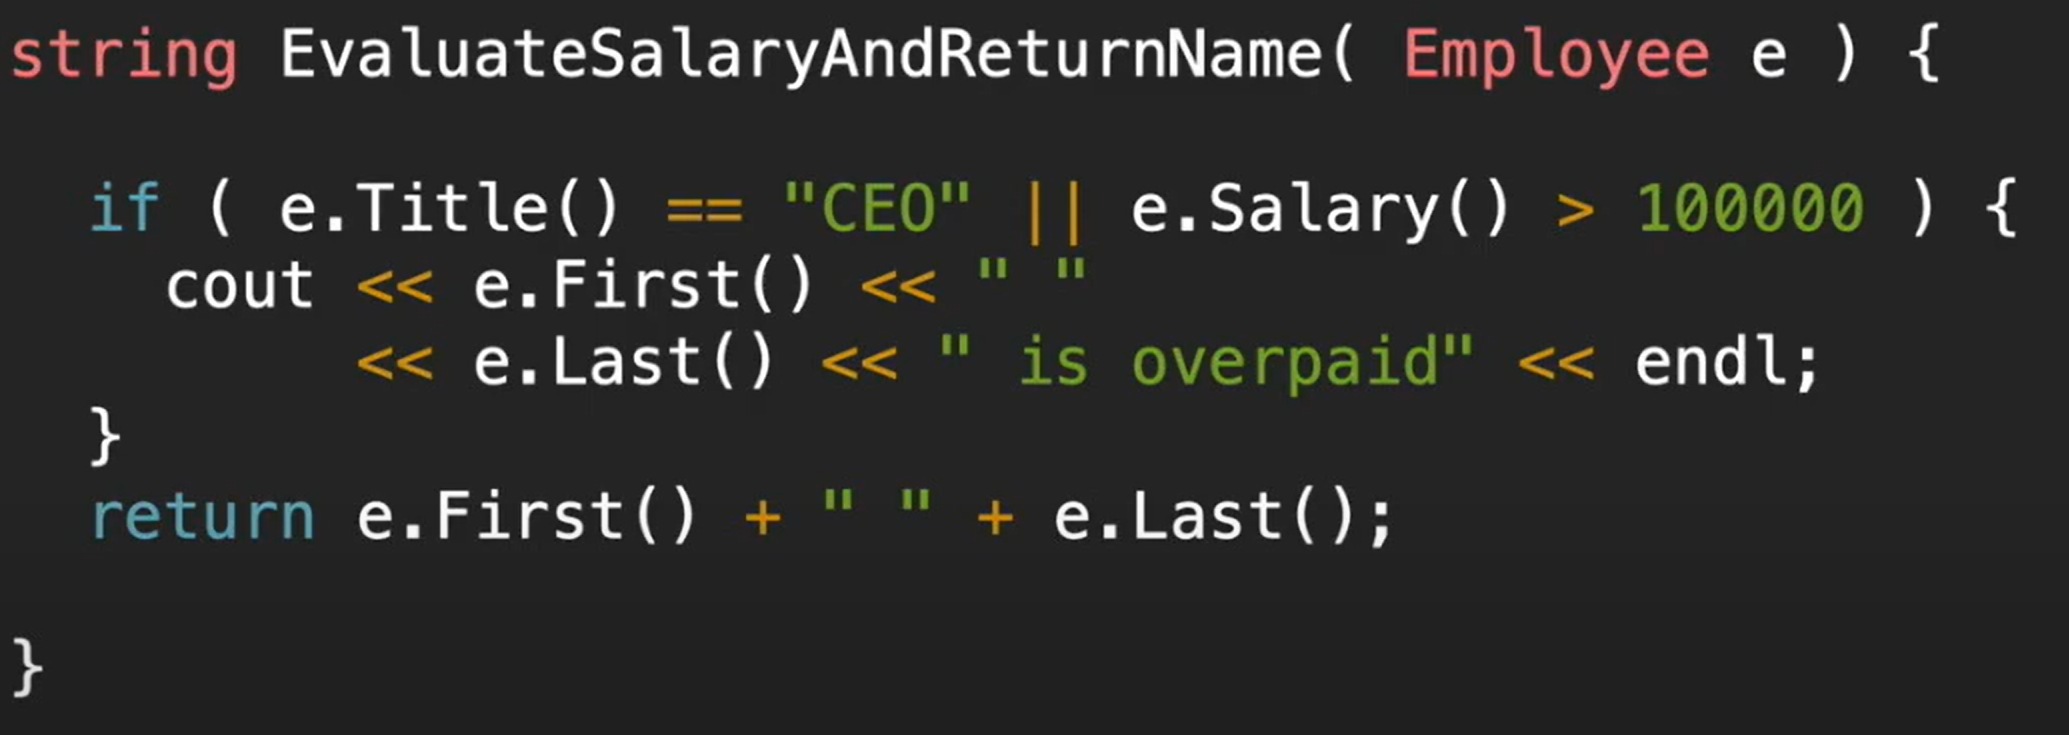 string EvaluateSalaryAndReturnName( Employee e ) {
if ( e.Title() == "CEO" || e.Salary() > 100000 ) {
cout << e.First() << " "
<< e.Last() << " is overpaid" << endl;
}
return e.First() + " " + e.Last();
}